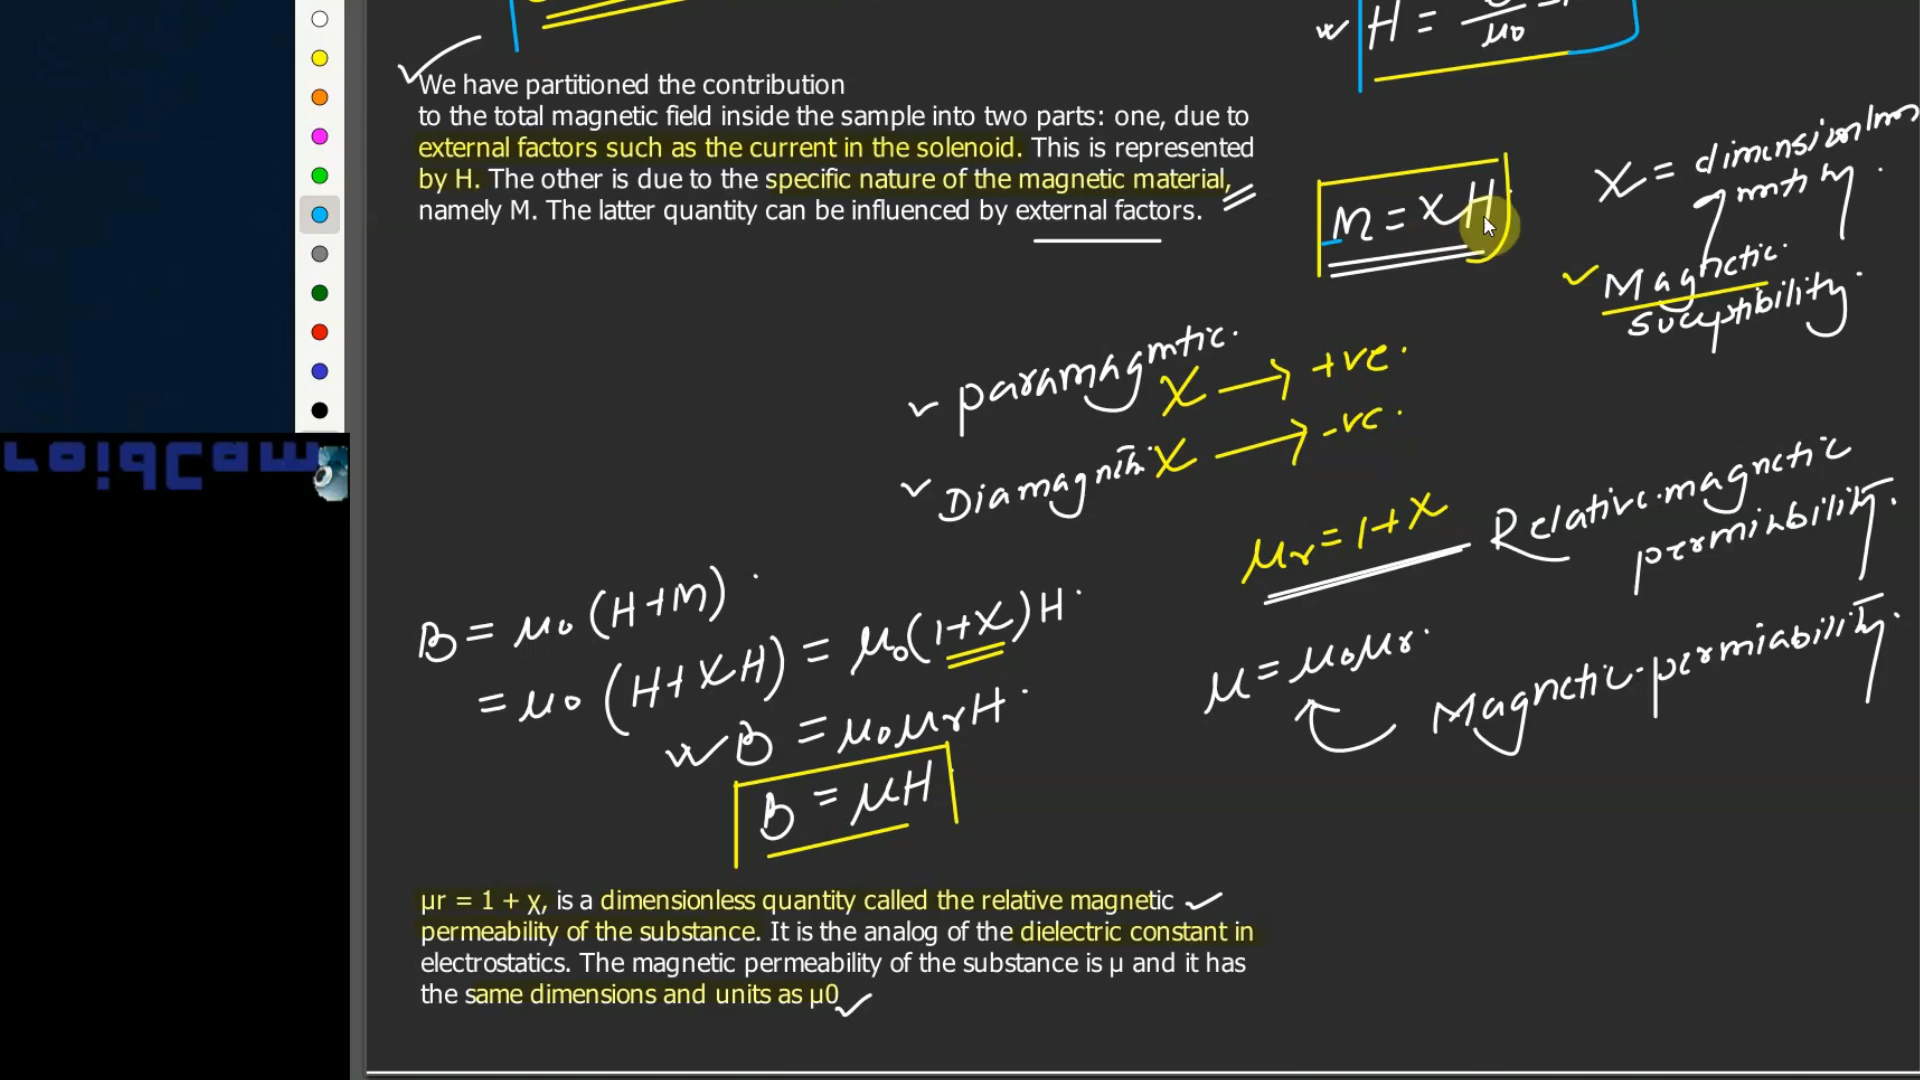 H = μ0
We have partitioned the contribution
to the total magnetic field inside the sample into two parts: one, due to
external factors such as the current in the solenoid. This is represented
by H. The other is due to the specific nature of the magnetic material,
namely M. The latter quantity can be influenced by external factors.
M = χH
χ = dimensionless
quantity.
Magnetic
suceptibility.
paramagnetic. χ → +ve.
Diamagnetic χ → -ve.
μr = 1+χ Relative magnetic
permiability.
B = μ0 (H+M)
= μ0 (H+χH) = μ0(1+χ)H.
B = μ0μrH.
B = μH
μ = μ0μr.
Magnetic permiability.
μr = 1 + χ, is a dimensionless quantity called the relative magnetic
permeability of the substance. It is the analog of the dielectric constant in
electrostatics. The magnetic permeability of the substance is μ and it has
the same dimensions and units as μ0